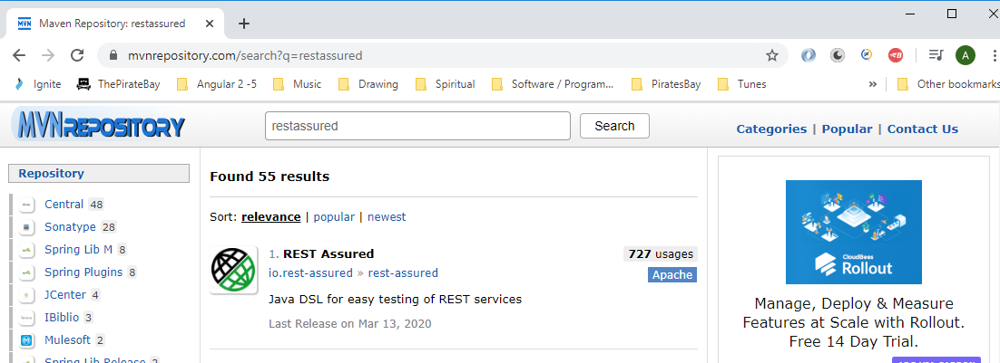 MVN Maven Repository: restassured
mvnrepository.com/search?q=restassured
A
Ignite ThePirateBay Angular 2 -5 Music Drawing Spiritual Software / Program... PiratesBay Tunes » Other bookmarks
MVNREPOSITORY restassured Search Categories | Popular | Contact Us
Repository
Central 48
Sonatype 28
Spring Lib M 8
Spring Plugins 8
JCenter 4
IBiblio 3
Mulesoft 2
Spring Lib Release 2
Found 55 results
Sort: relevance | popular | newest
1. REST Assured 727 usages
io.rest-assured » rest-assured Apache
Java DSL for easy testing of REST services
Last Release on Mar 13, 2020
CloudBees
Rollout
Manage, Deploy & Measure
Features at Scale with Rollout.
Free 14 Day Trial.